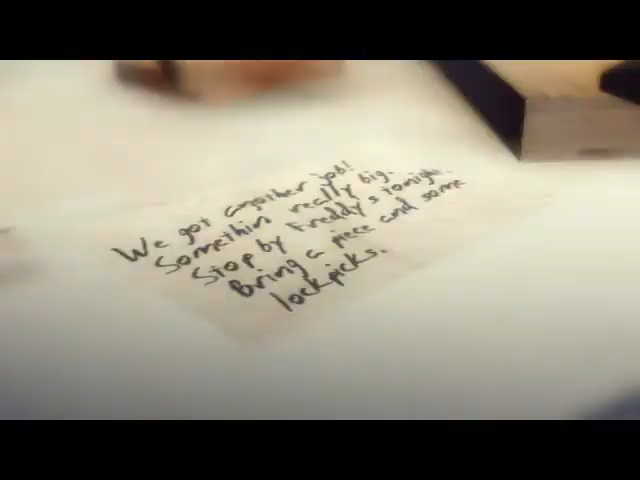 We got another job!
Somethin really big.
Stop by Freddy's tonight.
Bring a piece and some
lockpicks.